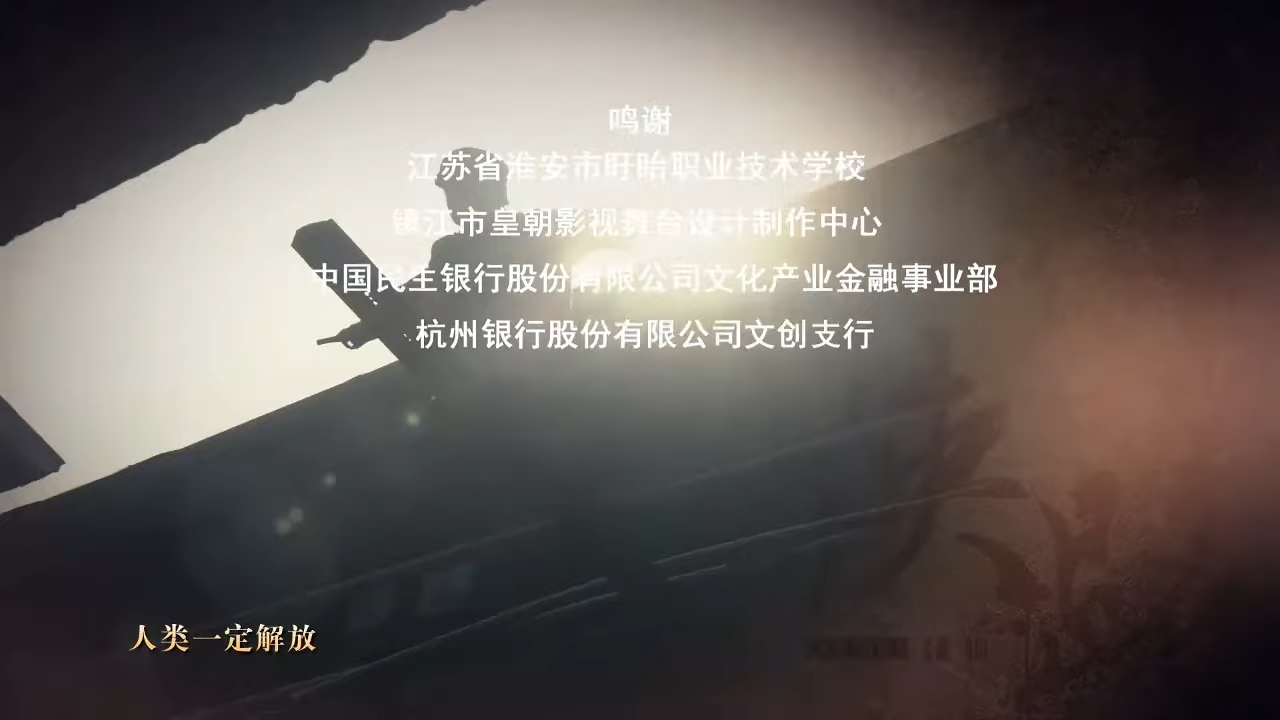 鸣谢
江苏省淮安市盱眙职业技术学校
镇江市皇朝影视舞台设计制作中心
中国民生银行股份有限公司文化产业金融事业部
杭州银行股份有限公司文创支行
人类一定解放